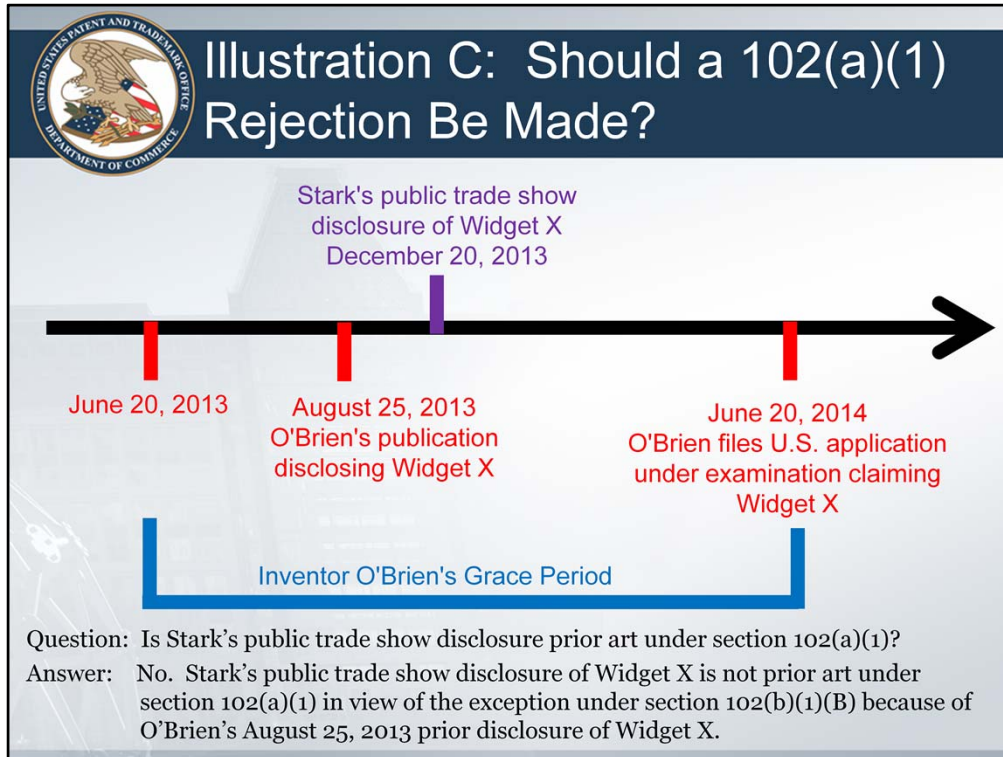 UNITED STATES PATENT AND TRADEMARK OFFICE
DEPARTMENT OF COMMERCE
Illustration C:  Should a 102(a)(1)
Rejection Be Made?
Stark's public trade show
disclosure of Widget X
December 20, 2013
June 20, 2013
August 25, 2013
O'Brien's publication
disclosing Widget X
June 20, 2014
O'Brien files U.S. application
under examination claiming
Widget X
Inventor O'Brien's Grace Period
Question:  Is Stark’s public trade show disclosure prior art under section 102(a)(1)?
Answer:    No.  Stark’s public trade show disclosure of Widget X is not prior art under
section 102(a)(1) in view of the exception under section 102(b)(1)(B) because of
O’Brien’s August 25, 2013 prior disclosure of Widget X.